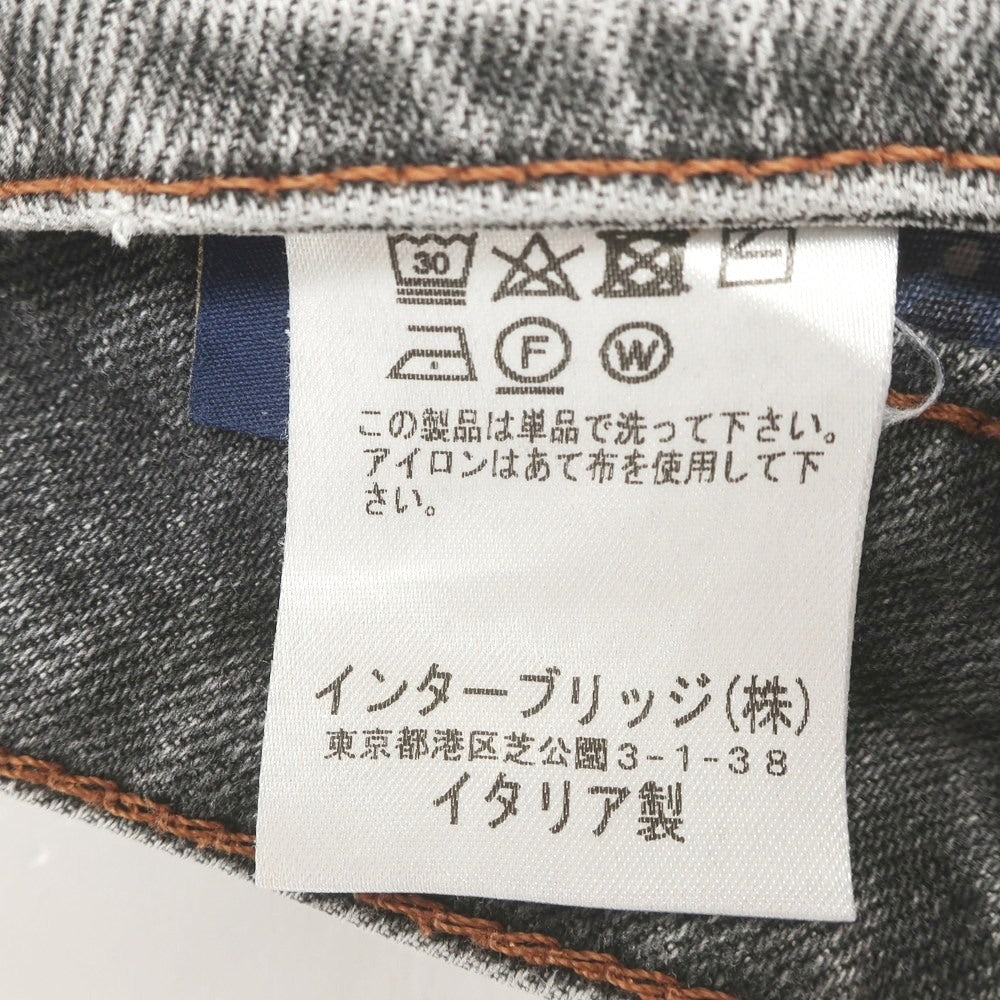 30
F W
この製品は単品で洗って下さい。
アイロンはあて布を使用して下
さい。
インターブリッジ(株)
東京都港区芝公園3-1-38
イタリア製